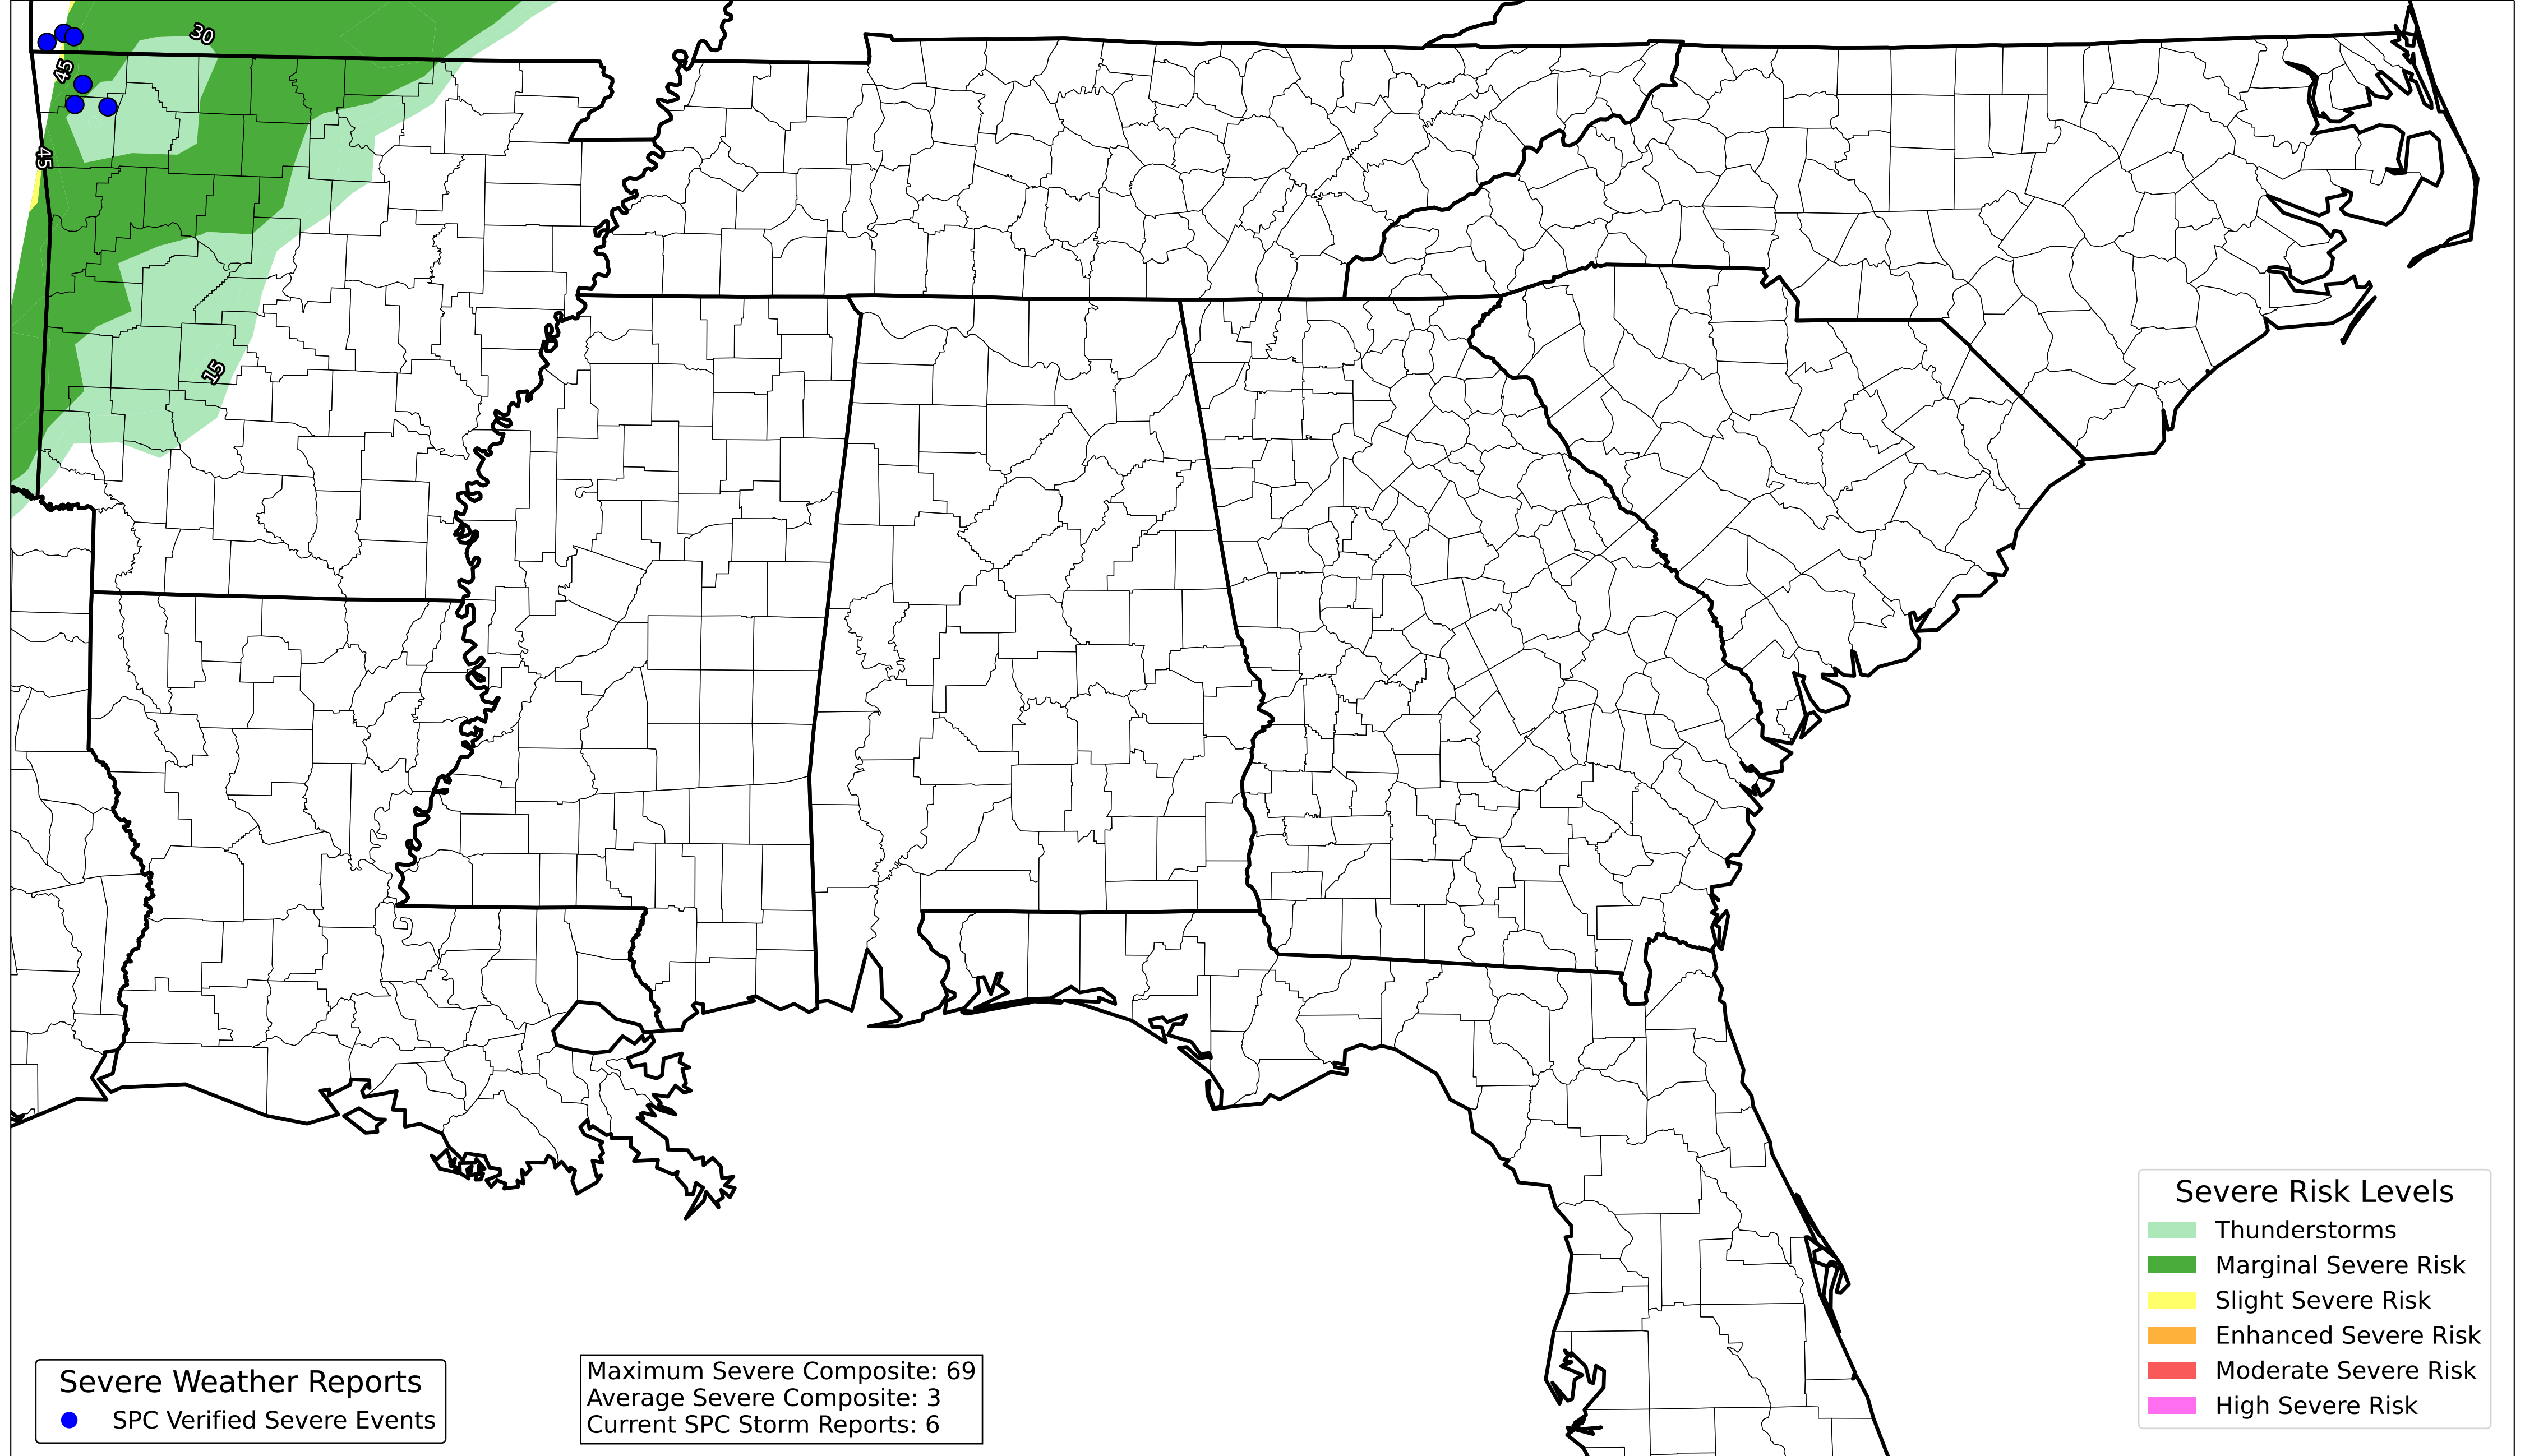 30
45
45
15
Severe Risk Levels
Thunderstorms
Marginal Severe Risk
Slight Severe Risk
Enhanced Severe Risk
Moderate Severe Risk
High Severe Risk
Severe Weather Reports
SPC Verified Severe Events
Maximum Severe Composite: 69
Average Severe Composite: 3
Current SPC Storm Reports: 6